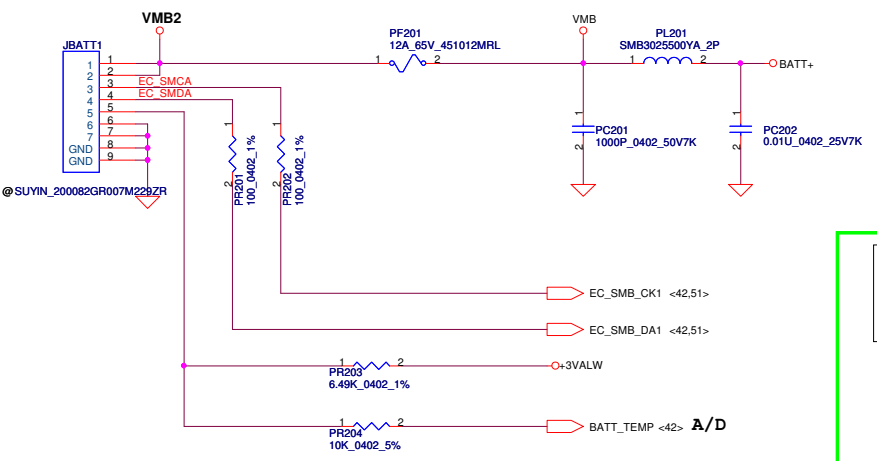 VMB2
VMB
PF201
12A_65V_451012MRL
PL201
SMB3025500YA_2P
JBATT1
1 1
2 2
3 3
4 4
5 5
6 6
7 7
GND 8
GND 9
EC_SMCA
EC_SMDA
1 2
1 2
BATT+
@SUYIN_200082GR007M229ZR
1 2
PR201
100_0402_1%
1 2
PR202
100_0402_1%
1
2
PC201
1000P_0402_50V7K
1
2
PC202
0.01U_0402_25V7K
EC_SMB_CK1 <42,51>
EC_SMB_DA1 <42,51>
1 2
+3VALW
PR203
6.49K_0402_1%
1 2
BATT_TEMP <42> A/D
PR204
10K_0402_5%